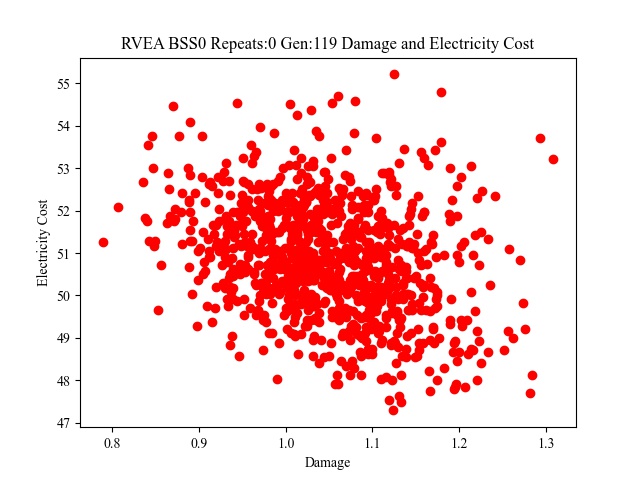 RVEA BSS0 Repeats:0 Gen:119 Damage and Electricity Cost
55
54
53
52
51
50
49
48
47
Electricity Cost
0.8 0.9 1.0 1.1 1.2 1.3
Damage